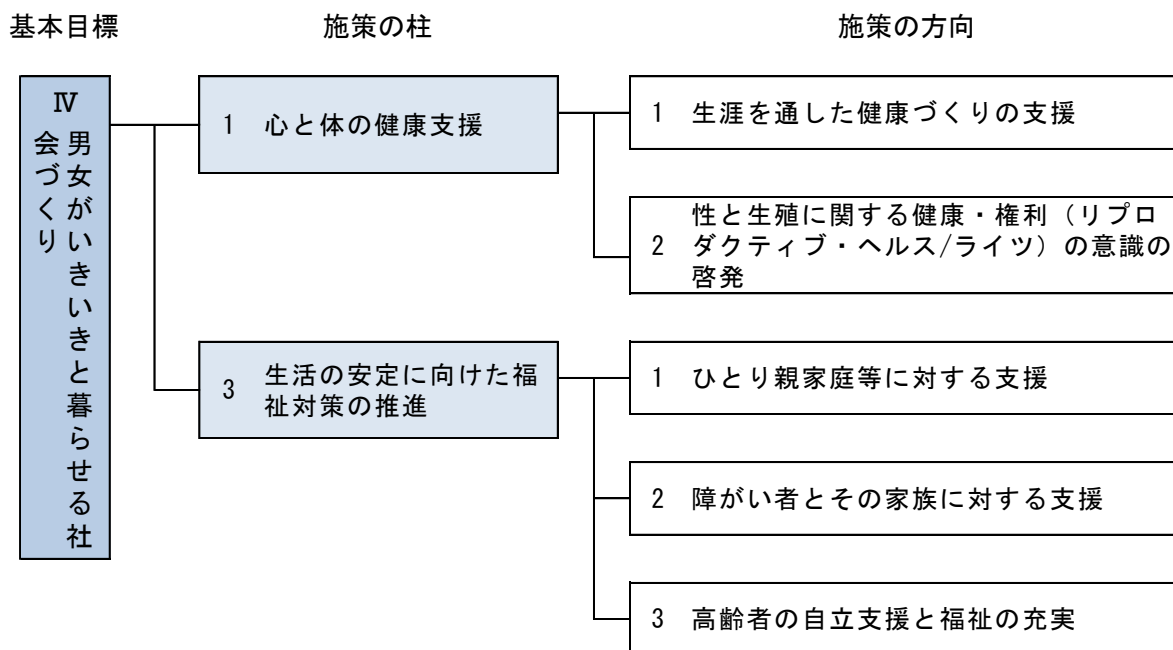 基本目標 施策の柱 施策の方向
Ⅳ
男女がいきいきと暮らせる社
会づくり
1 心と体の健康支援
1 生涯を通した健康づくりの支援
2 性と生殖に関する健康・権利（リプロ
ダクティブ・ヘルス/ライツ）の意識の
啓発
3 生活の安定に向けた福
祉対策の推進
1 ひとり親家庭等に対する支援
2 障がい者とその家族に対する支援
3 高齢者の自立支援と福祉の充実